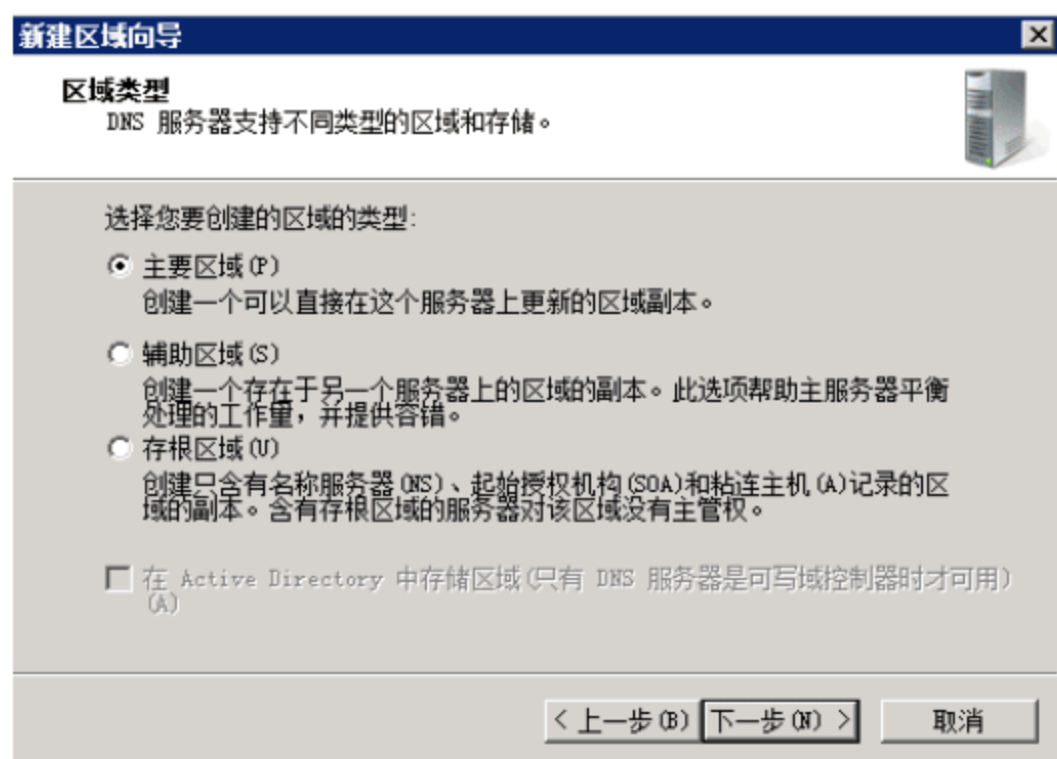 新建区域向导
区域类型
DNS 服务器支持不同类型的区域和存储。
选择您要创建的区域的类型:
主要区域(P)
创建一个可以直接在这个服务器上更新的区域副本。
辅助区域(S)
创建一个存在于另一个服务器上的区域的副本。此选项帮助主服务器平衡
处理的工作量，并提供容错。
存根区域(U)
创建只含有名称服务器(NS)、起始授权机构(SOA)和粘连主机(A)记录的区
域的副本。含有存根区域的服务器对该区域没有主管权。
在 Active Directory 中存储区域(只有 DNS 服务器是可写域控制器时才可用)
(A)
< 上一步(B) 下一步(N) > 取消